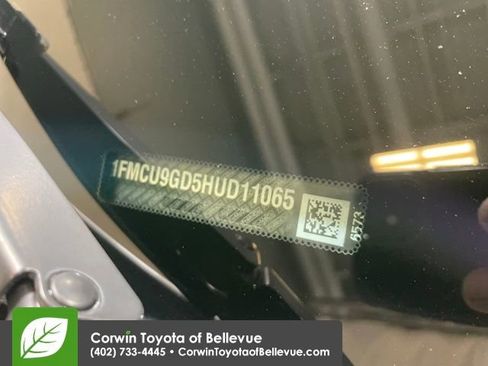 1FMCU9GD5HUD11065
6573
Corwin Toyota of Bellevue
(402) 733-4445 • CorwinToyotaofBellevue.com